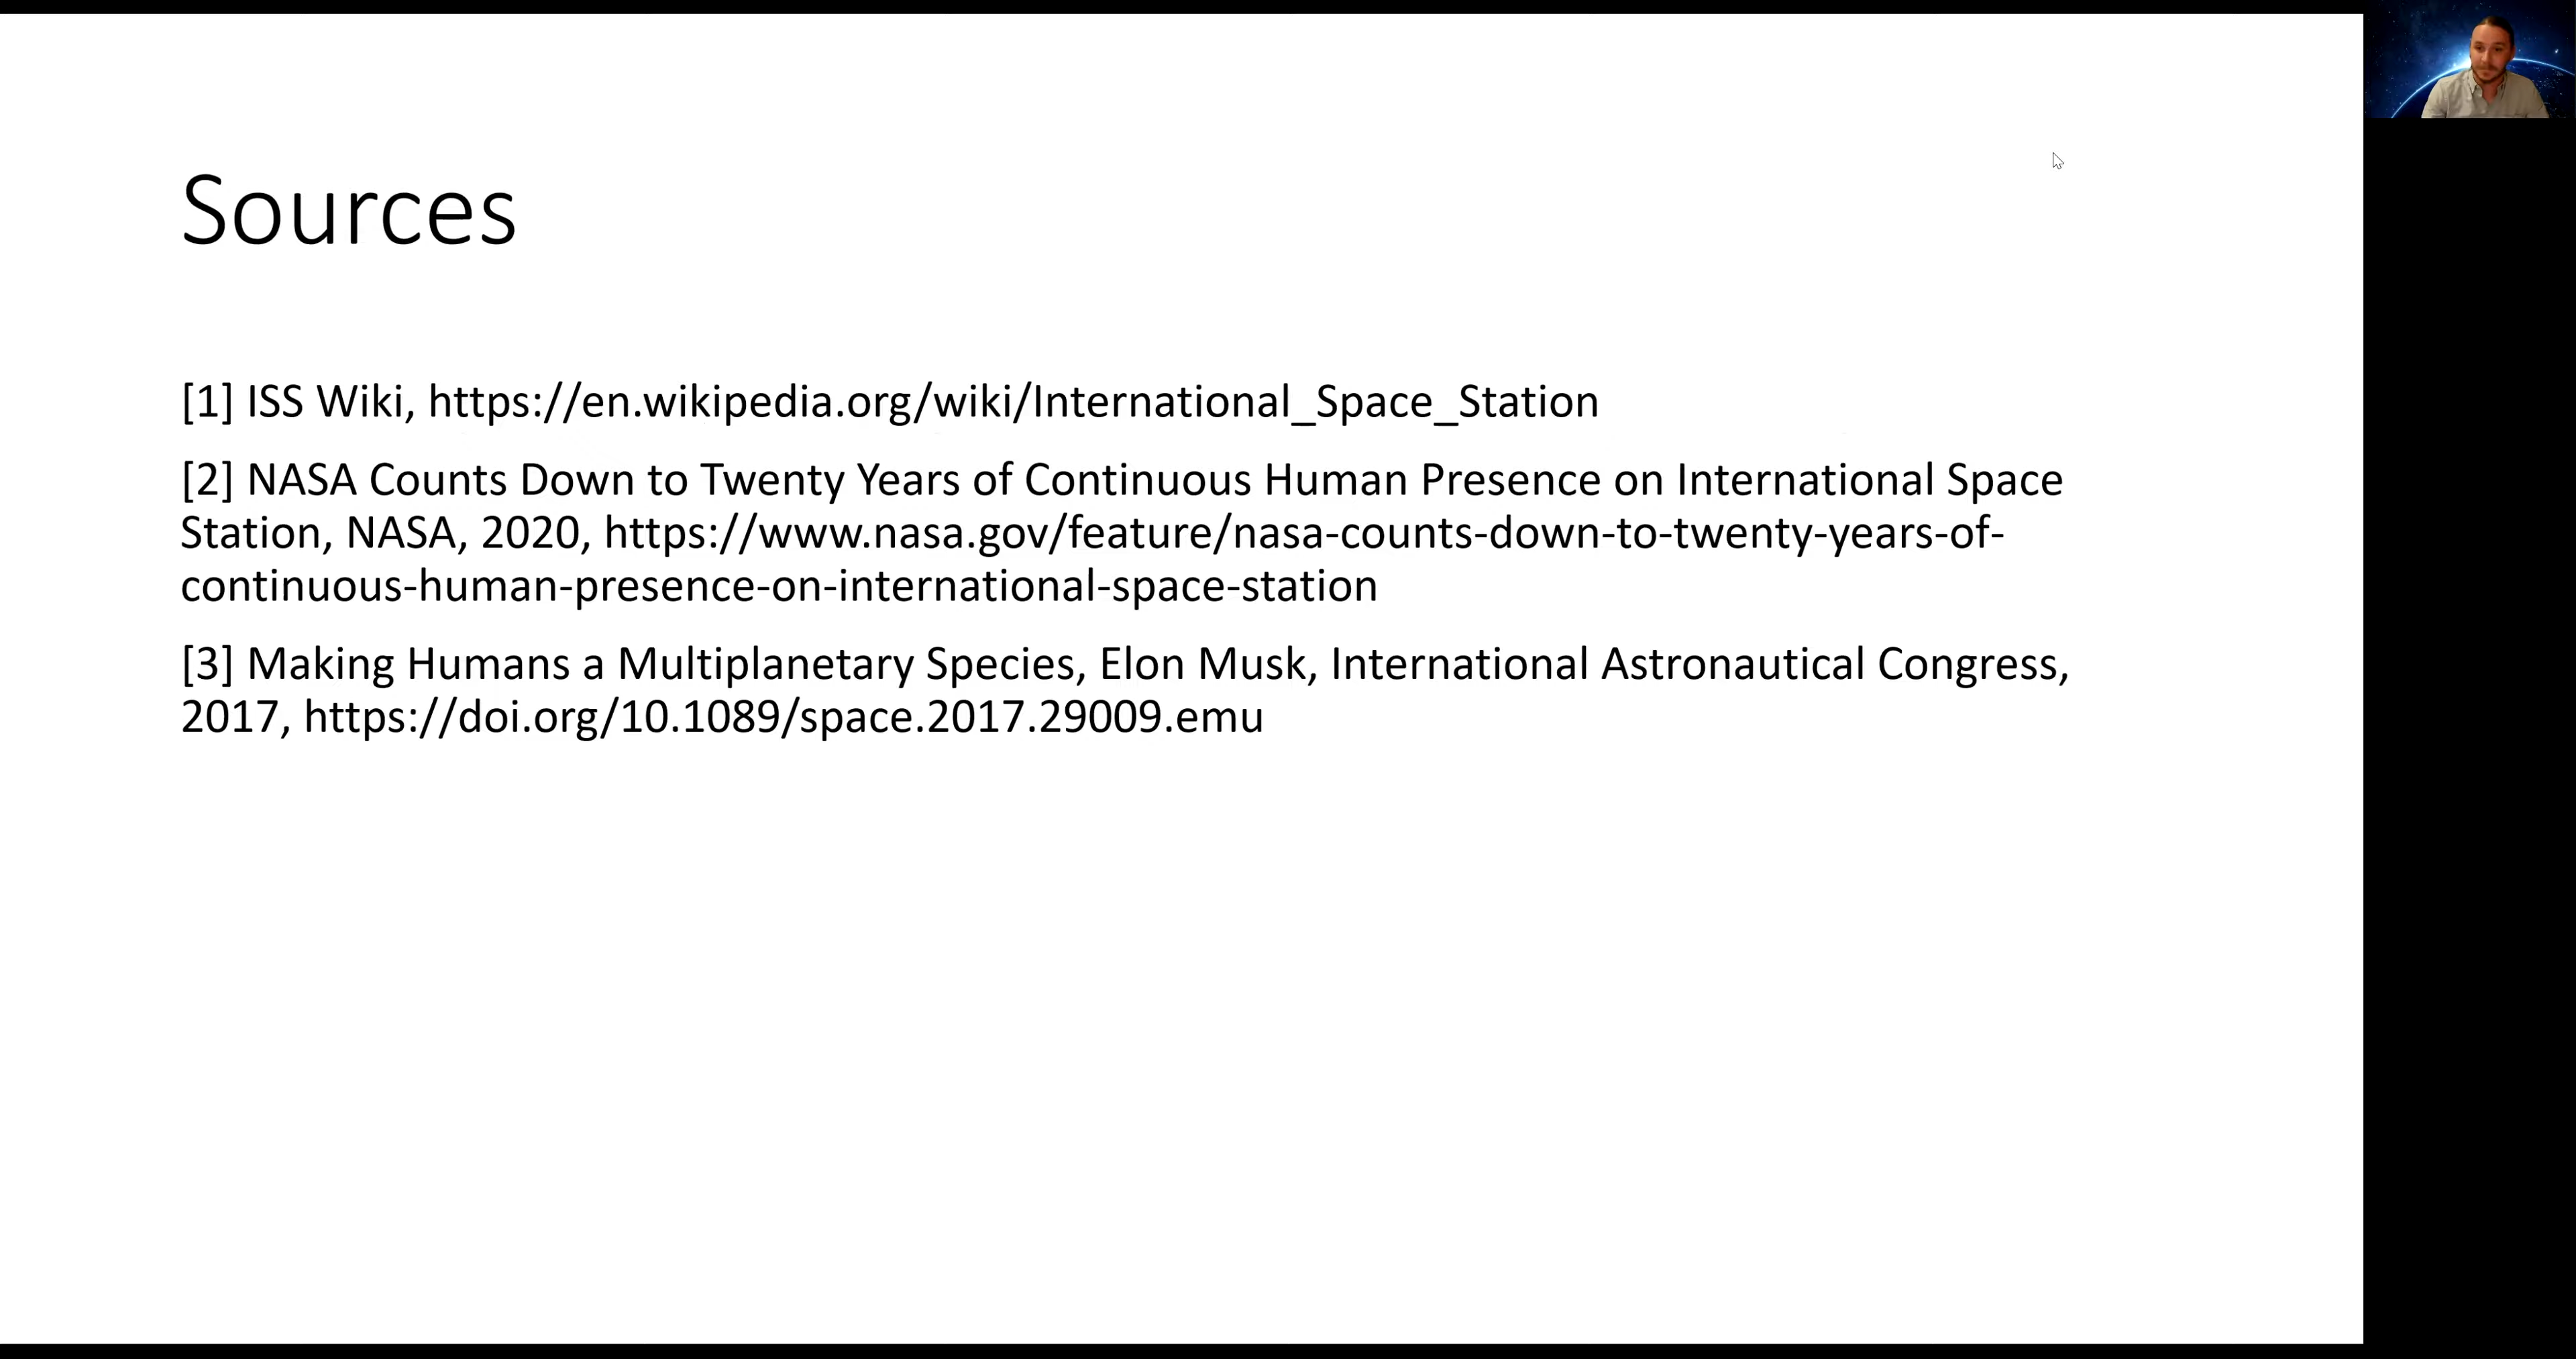 Sources
[1] ISS Wiki, https://en.wikipedia.org/wiki/International_Space_Station
[2] NASA Counts Down to Twenty Years of Continuous Human Presence on International Space
Station, NASA, 2020, https://www.nasa.gov/feature/nasa-counts-down-to-twenty-years-of-
continuous-human-presence-on-international-space-station
[3] Making Humans a Multiplanetary Species, Elon Musk, International Astronautical Congress,
2017, https://doi.org/10.1089/space.2017.29009.emu